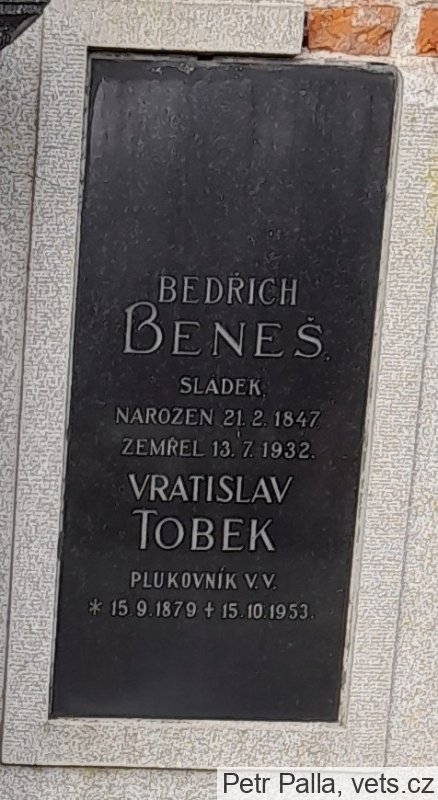 BEDŘICH
BENEŠ,
SLÁDEK,
NAROZEN 21. 2. 1847
ZEMŘEL 13. 7. 1932.
VRATISLAV
TOBEK
PLUKOVNÍK V.V.
* 15.9.1879 ✝ 15.10.1953.
Petr Palla, vets.cz